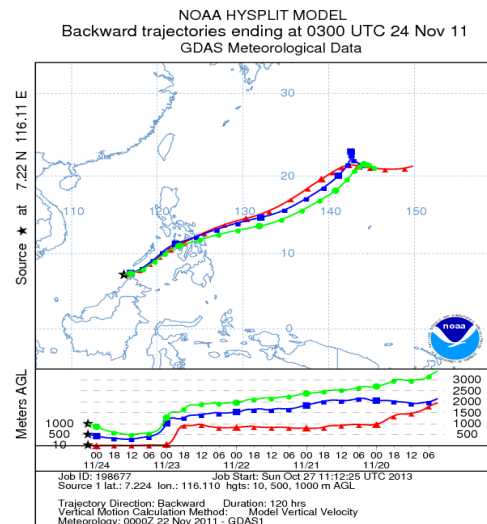 NOAA HYSPLIT MODEL
Backward trajectories ending at 0300 UTC 24 Nov 11
GDAS Meteorological Data
Source ★ at 7.22 N 116.11 E
30
20
110 120 130 140 150
10
0
noaa
Meters AGL
1000
500
10
3000
2500
2000
1500
1000
500
00 18 12 06 00 18 12 06 00 18 12 06 00 18 12 06 00 18 12 06
11/24 11/23 11/22 11/21 11/20
Job ID: 198677 Job Start: Sun Oct 27 11:12:25 UTC 2013
Source 1 lat.: 7.224 lon.: 116.110 hgts: 10, 500, 1000 m AGL
Trajectory Direction: Backward Duration: 120 hrs
Vertical Motion Calculation Method: Model Vertical Velocity
Meteorology: 0000Z 22 Nov 2011 - GDAS1